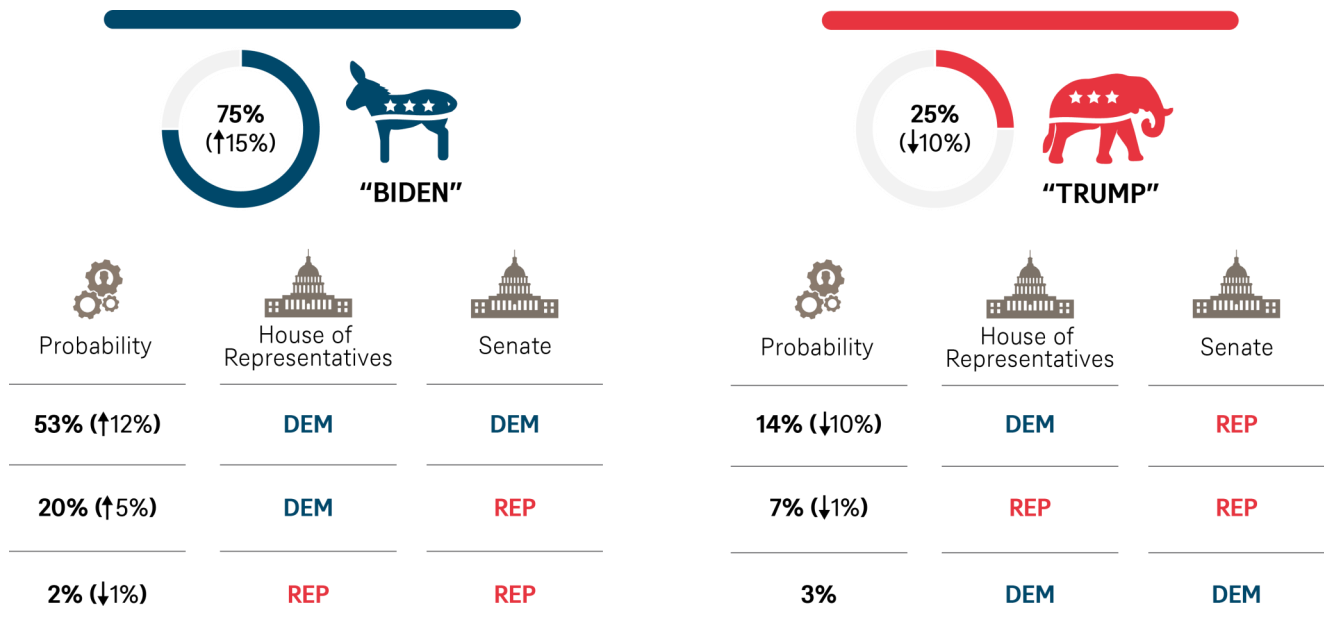 75%
(↑15%)
“BIDEN”
Probability
House of
Representatives
Senate
53% (↑12%)
DEM
DEM
20% (↑5%)
DEM
REP
2% (↓1%)
REP
REP
25%
(↓10%)
“TRUMP”
Probability
House of
Representatives
Senate
14% (↓10%)
DEM
REP
7% (↓1%)
REP
REP
3%
DEM
DEM